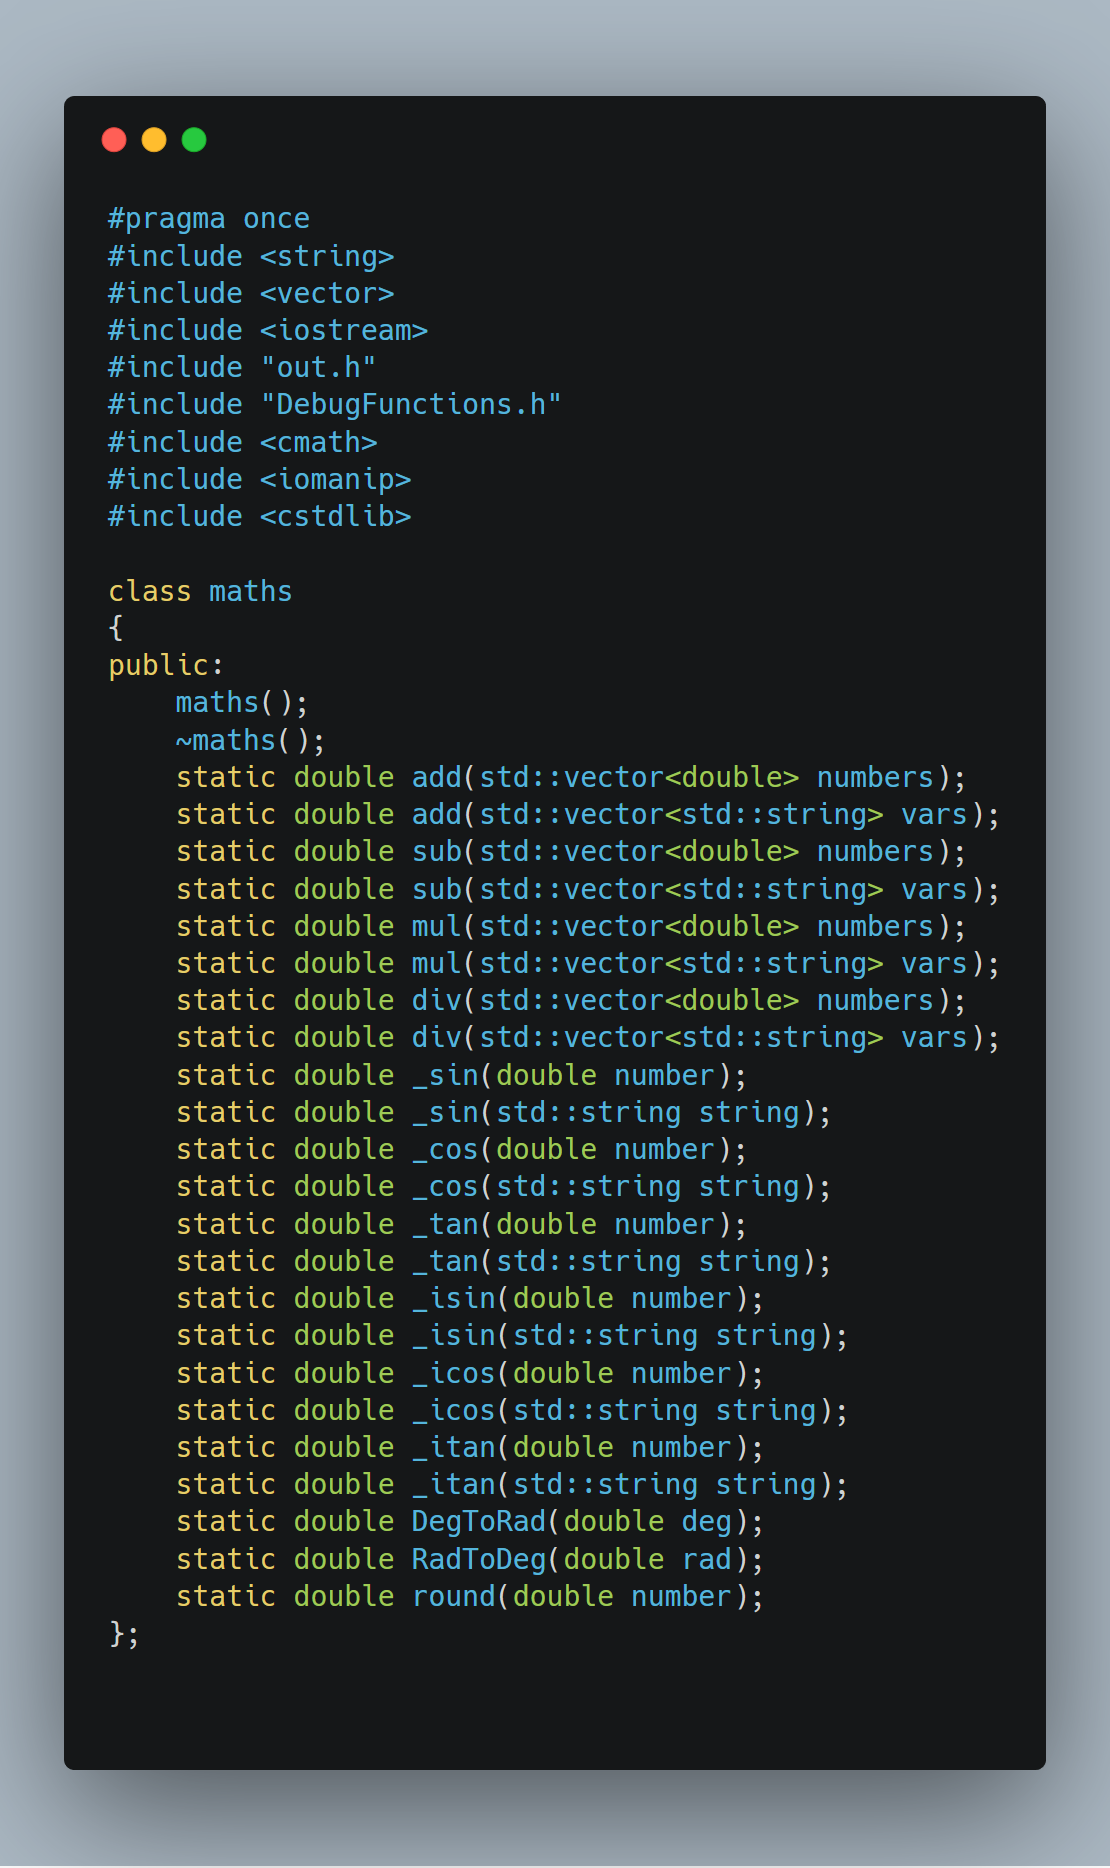 #pragma once
#include <string>
#include <vector>
#include <iostream>
#include "out.h"
#include "DebugFunctions.h"
#include <cmath>
#include <iomanip>
#include <cstdlib>

class maths
{
public:
    maths();
    ~maths();
    static double add(std::vector<double> numbers);
    static double add(std::vector<std::string> vars);
    static double sub(std::vector<double> numbers);
    static double sub(std::vector<std::string> vars);
    static double mul(std::vector<double> numbers);
    static double mul(std::vector<std::string> vars);
    static double div(std::vector<double> numbers);
    static double div(std::vector<std::string> vars);
    static double _sin(double number);
    static double _sin(std::string string);
    static double _cos(double number);
    static double _cos(std::string string);
    static double _tan(double number);
    static double _tan(std::string string);
    static double _isin(double number);
    static double _isin(std::string string);
    static double _icos(double number);
    static double _icos(std::string string);
    static double _itan(double number);
    static double _itan(std::string string);
    static double DegToRad(double deg);
    static double RadToDeg(double rad);
    static double round(double number);
};